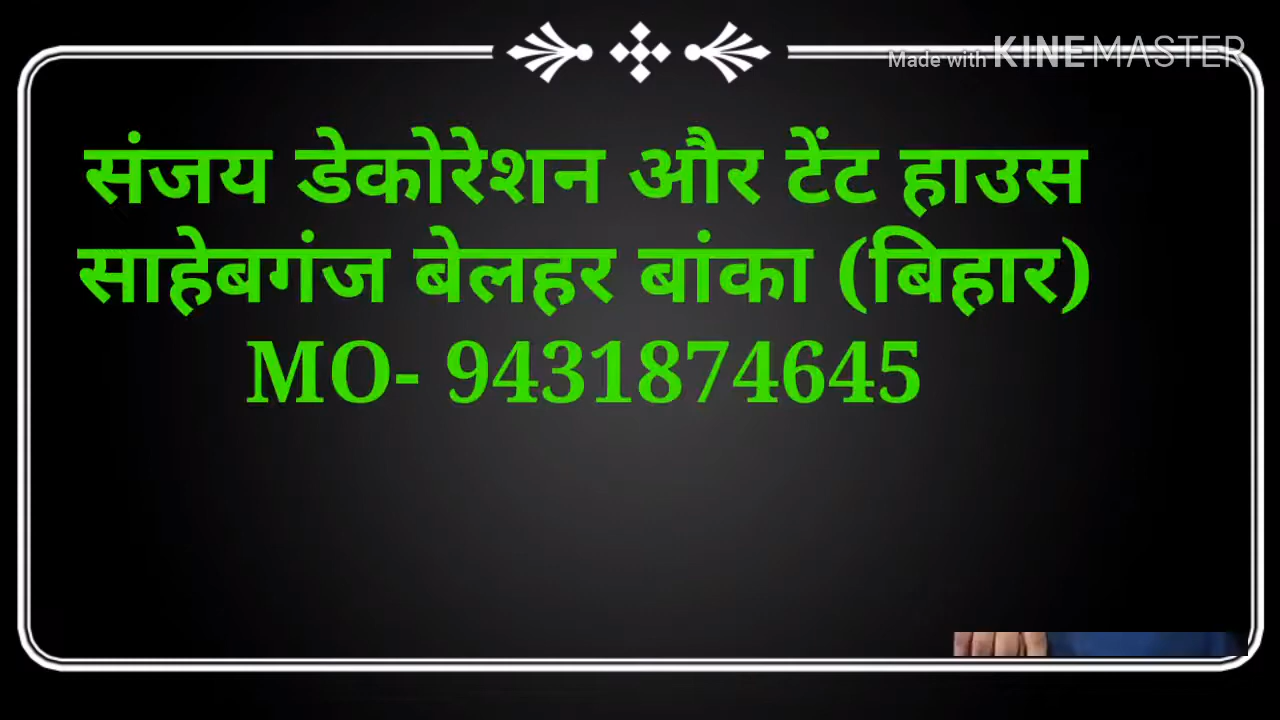 Made with KINEMASTER
संजय डेकोरेशन और टेंट हाउस
साहेबगंज बेलहर बांका (बिहार)
MO- 9431874645